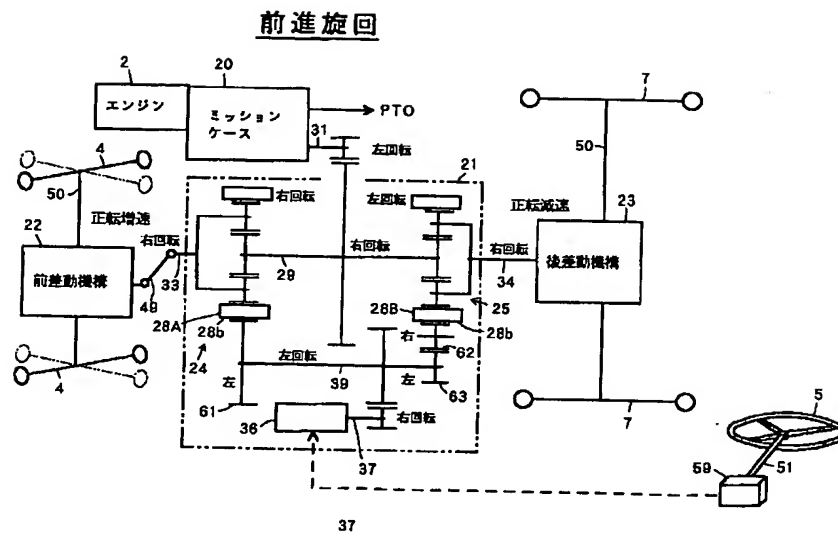 前進旋回
2
エンジン
20
ミッション
ケース
PTO
31
左回転
7
50
21
4
50
正転増速
22
前差動機構
49
右回転
33
右回転
29
右回転
左回転
正転減速
23
右回転
34
後差動機構
28A
28b
24
28B
25
28b
右
62
左回転
39
左
左
63
61
4
36
右回転
37
7
5
51
59
37